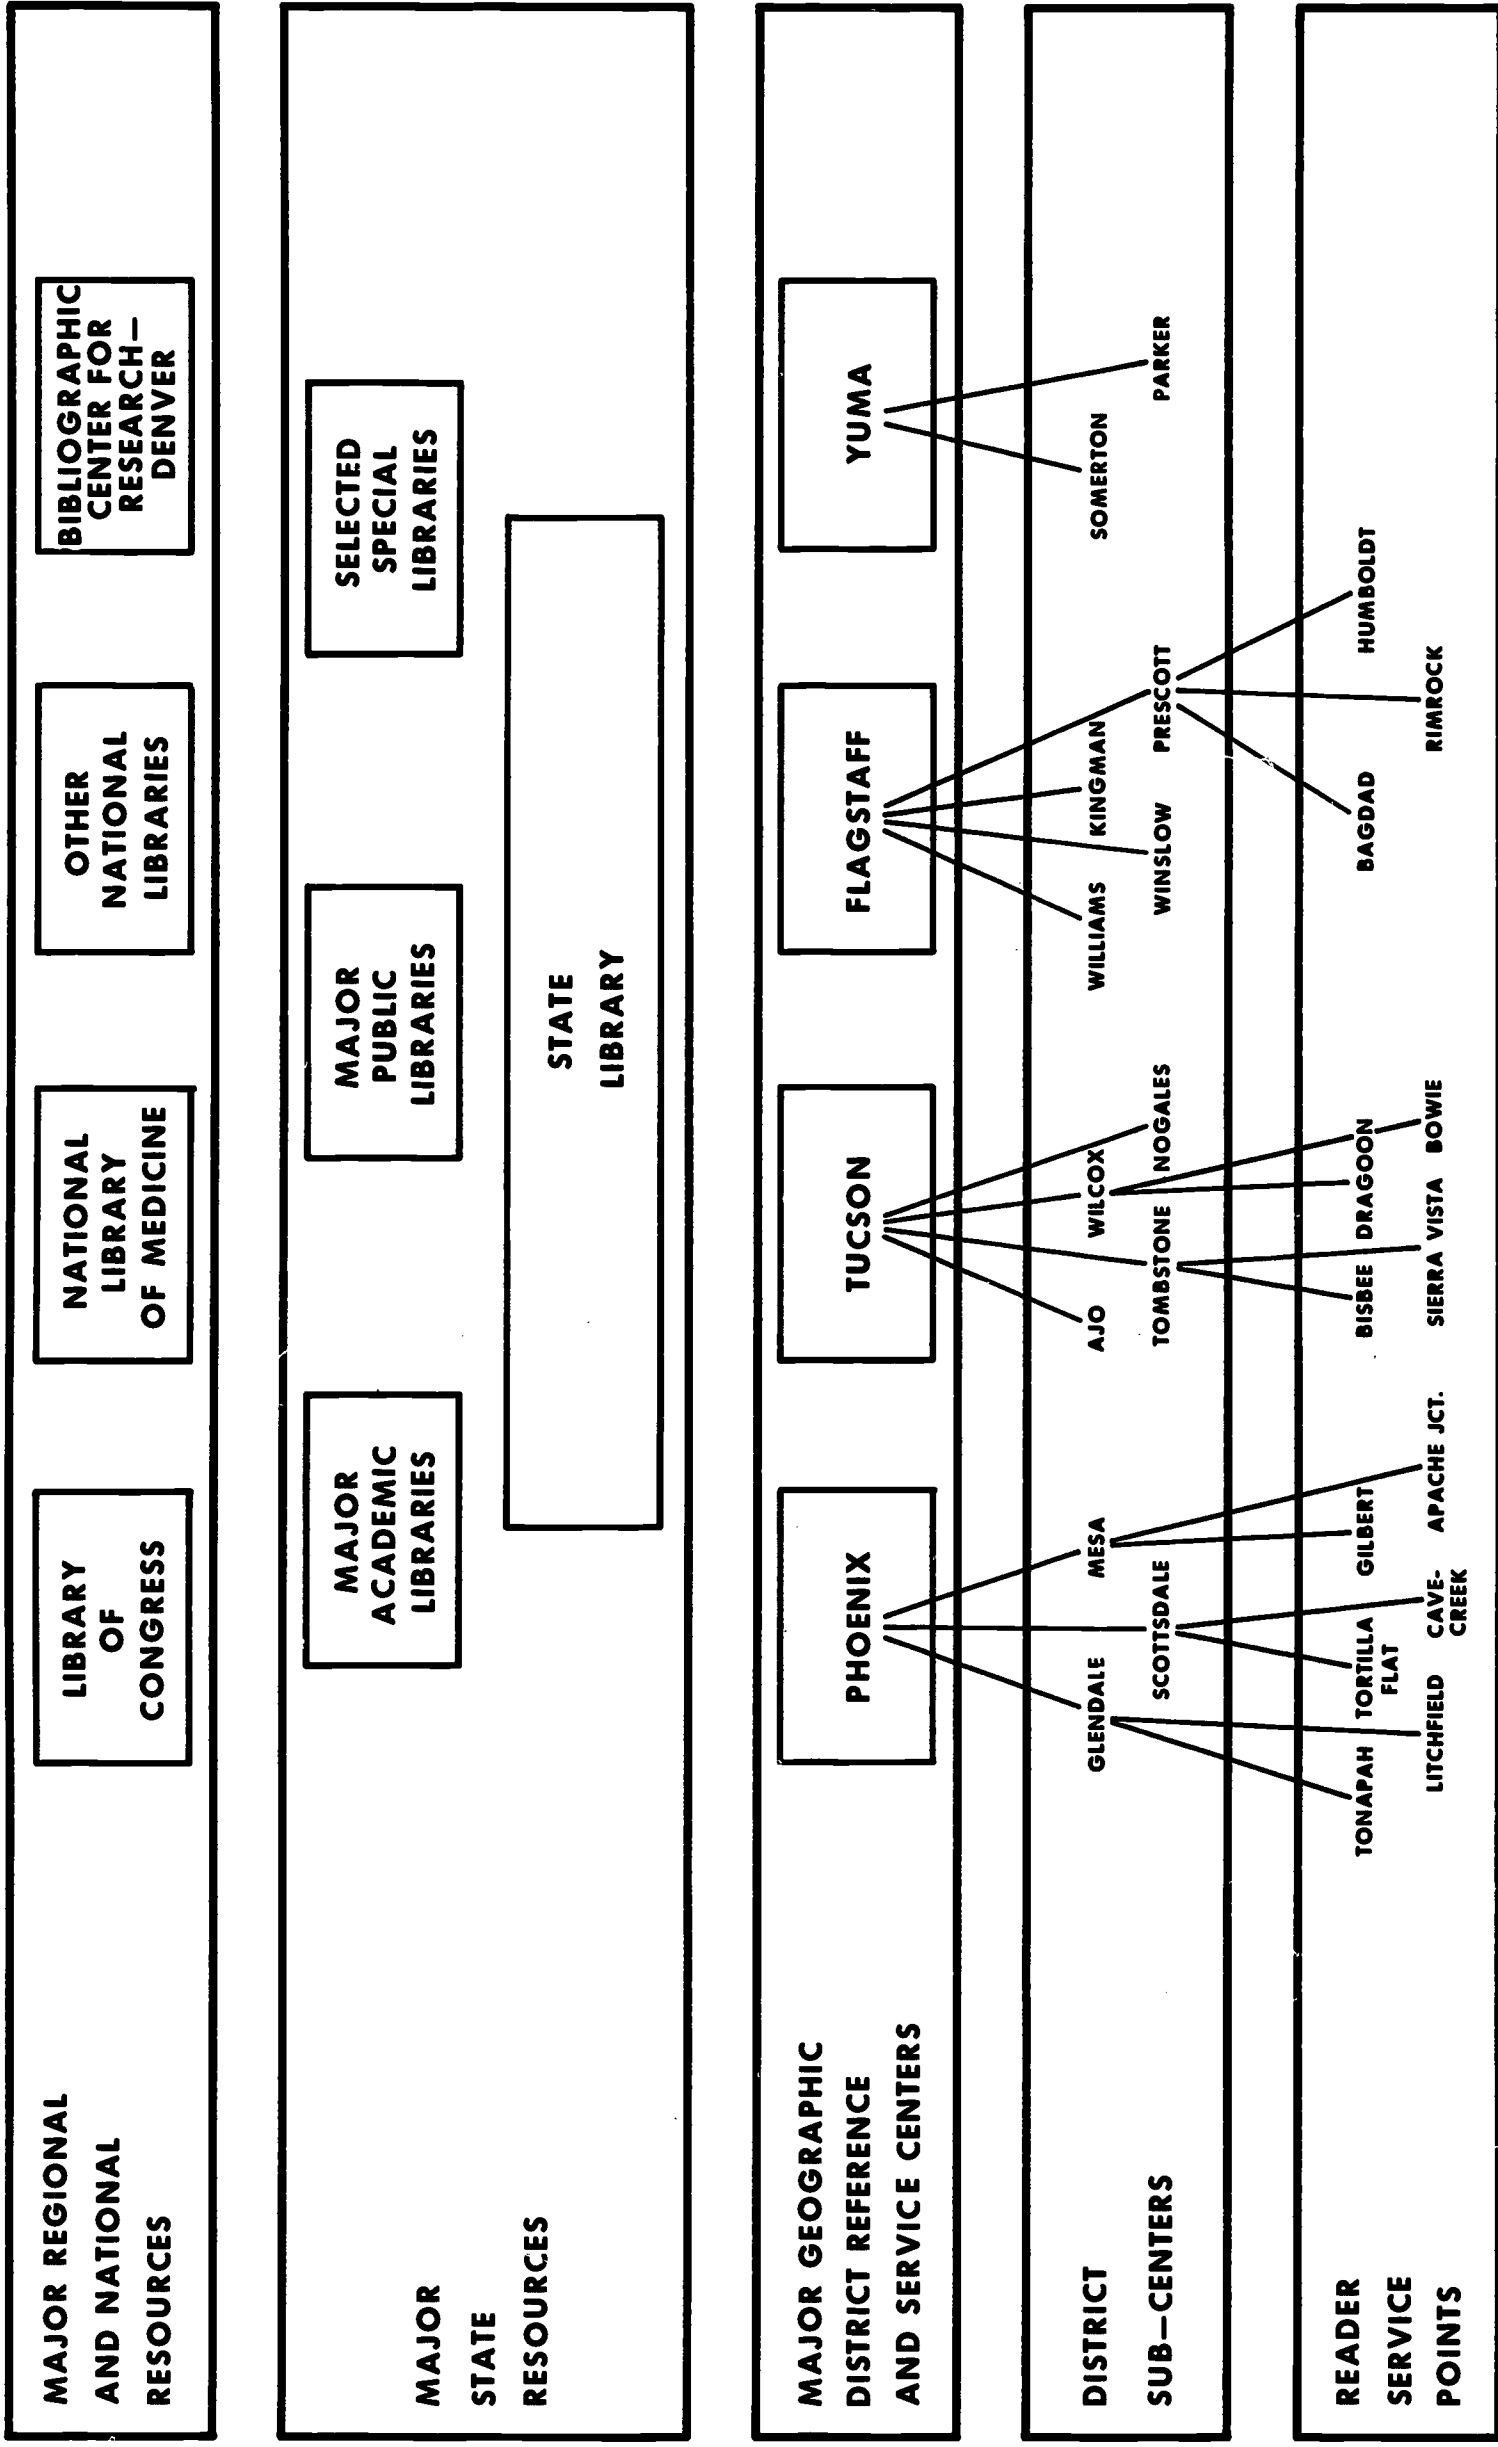 MAJOR REGIONAL
AND NATIONAL
RESOURCES
LIBRARY
OF
CONGRESS
NATIONAL
LIBRARY
OF MEDICINE
OTHER
NATIONAL
LIBRARIES
BIBLIOGRAPHIC
CENTER FOR
RESEARCH—
DENVER
MAJOR
STATE
RESOURCES
MAJOR
ACADEMIC
LIBRARIES
MAJOR
PUBLIC
LIBRARIES
SELECTED
SPECIAL
LIBRARIES
STATE
LIBRARY
MAJOR GEOGRAPHIC
DISTRICT REFERENCE
AND SERVICE CENTERS
PHOENIX
TUCSON
FLAGSTAFF
YUMA
DISTRICT
SUB—CENTERS
GLENDALE
MESA
AJO
WILCOX
WILLIAMS
KINGMAN
SOMERTON
SCOTTSDALE
TOMBSTONE
NOGALES
WINSLOW
PRESCOTT
PARKER
READER
SERVICE
POINTS
TONAPAH
TORTILLA
FLAT
GILBERT
BISBEE
DRAGOON
BAGDAD
HUMBOLDT
LITCHFIELD
CAVE-
CREEK
APACHE JCT.
SIERRA VISTA
BOWIE
RIMROCK